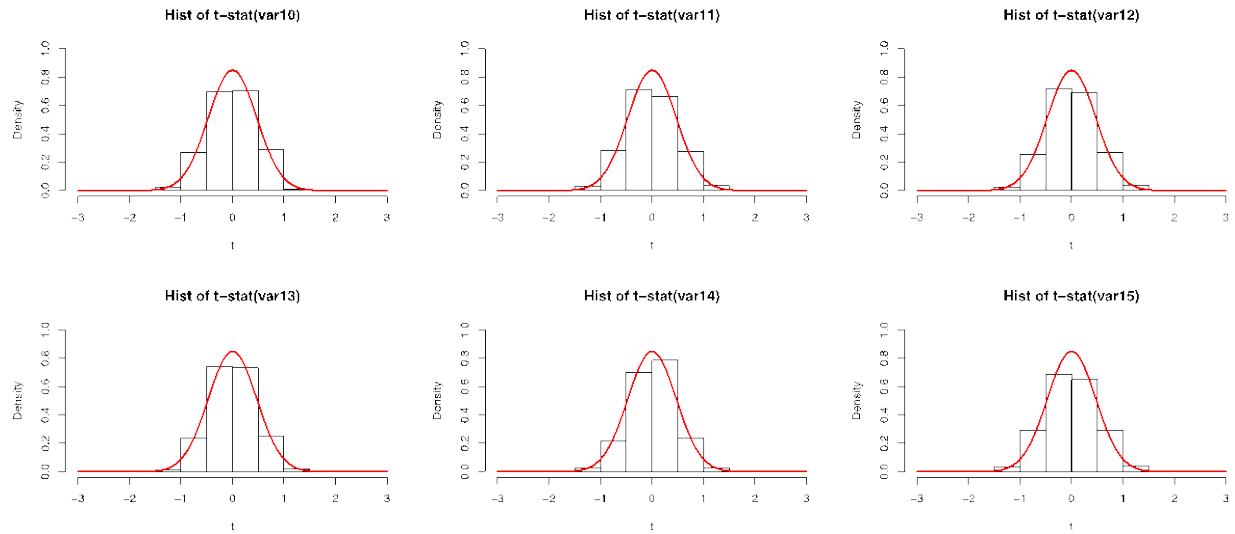 Hist of t−stat(var10)
Density
0.0 0.2 0.4 0.6 0.8 1.0
−3 −2 −1 0 1 2 3
t
Hist of t−stat(var11)
Density
0.0 0.2 0.4 0.6 0.8 1.0
−3 −2 −1 0 1 2 3
t
Hist of t−stat(var12)
Density
0.0 0.2 0.4 0.6 0.8 1.0
−3 −2 −1 0 1 2 3
t
Hist of t−stat(var13)
Density
0.0 0.2 0.4 0.6 0.8 1.0
−3 −2 −1 0 1 2 3
t
Hist of t−stat(var14)
Density
0.0 0.2 0.4 0.6 0.8 1.0
−3 −2 −1 0 1 2 3
t
Hist of t−stat(var15)
Density
0.0 0.2 0.4 0.6 0.8 1.0
−3 −2 −1 0 1 2 3
t